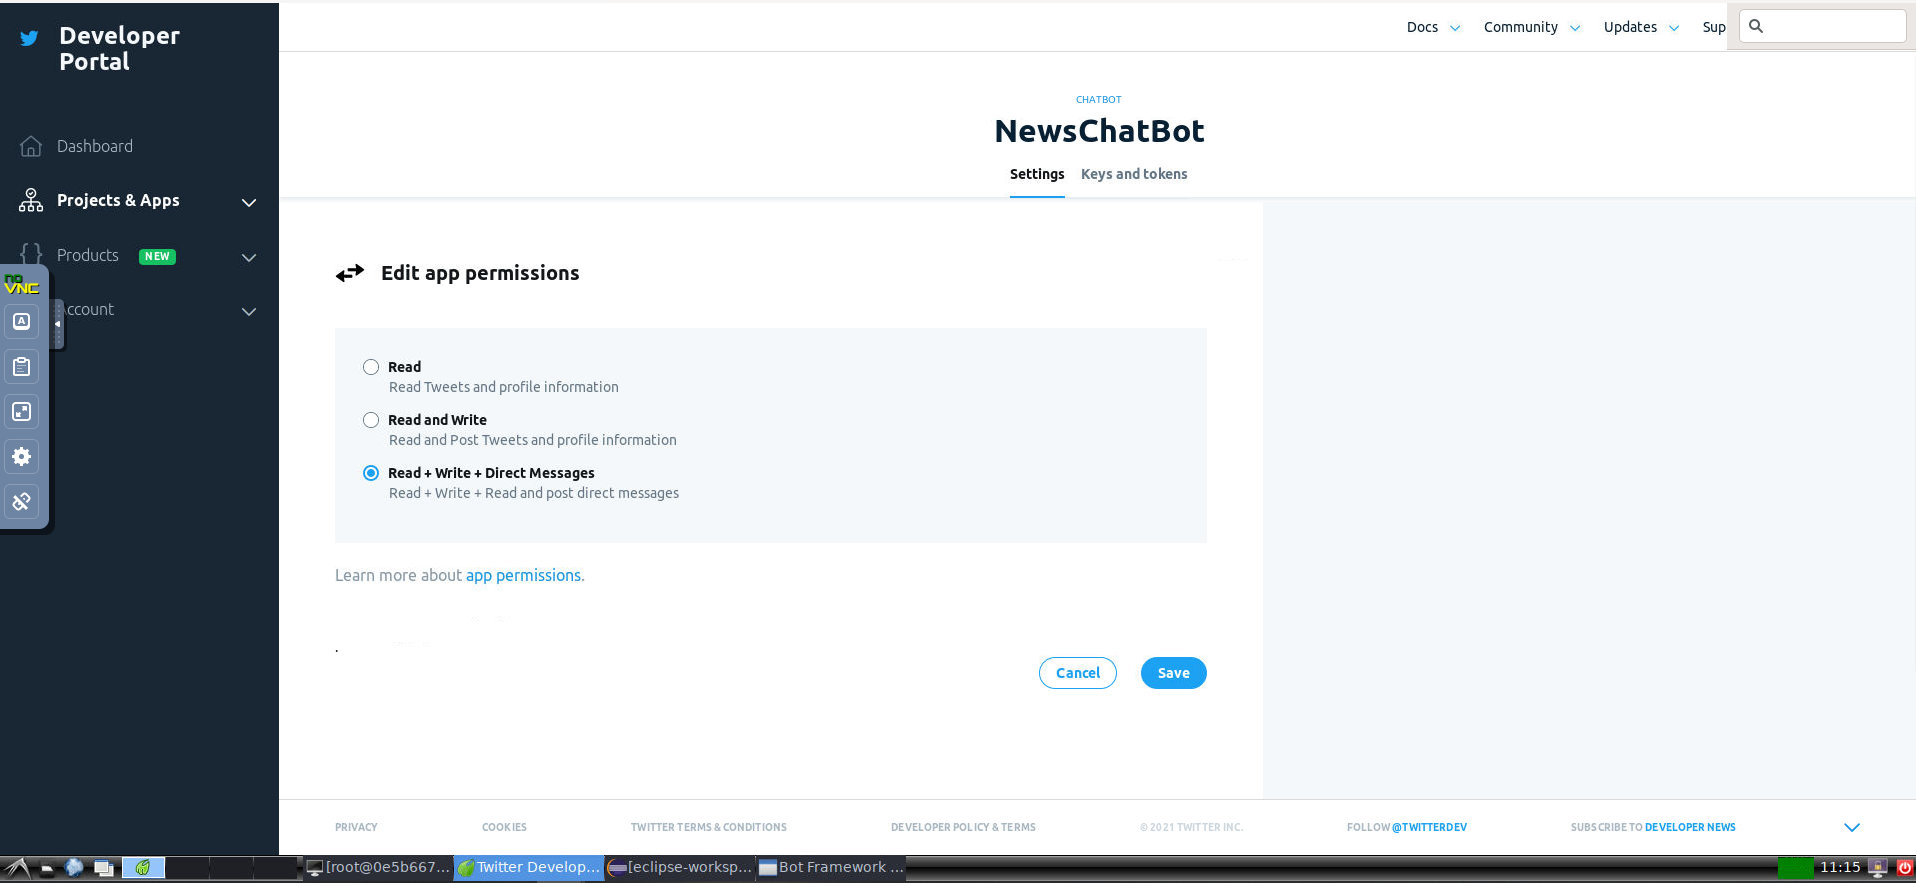 Developer
Portal
Docs
Community
Updates
Sup
Dashboard
Projects & Apps
Products NEW
Account
no
VNC
A
CHATBOT
NewsChatBot
Settings Keys and tokens
Edit app permissions
Read
Read Tweets and profile information
Read and Write
Read and Post Tweets and profile information
Read + Write + Direct Messages
Read + Write + Read and post direct messages
Learn more about app permissions.
Cancel
Save
PRIVACY
COOKIES
TWITTER TERMS & CONDITIONS
DEVELOPER POLICY & TERMS
© 2021 TWITTER INC.
FOLLOW @TWITTERDEV
SUBSCRIBE TO DEVELOPER NEWS
[root@0e5b667...
Twitter Develop...
[eclipse-worksp...
Bot Framework ...
11:15